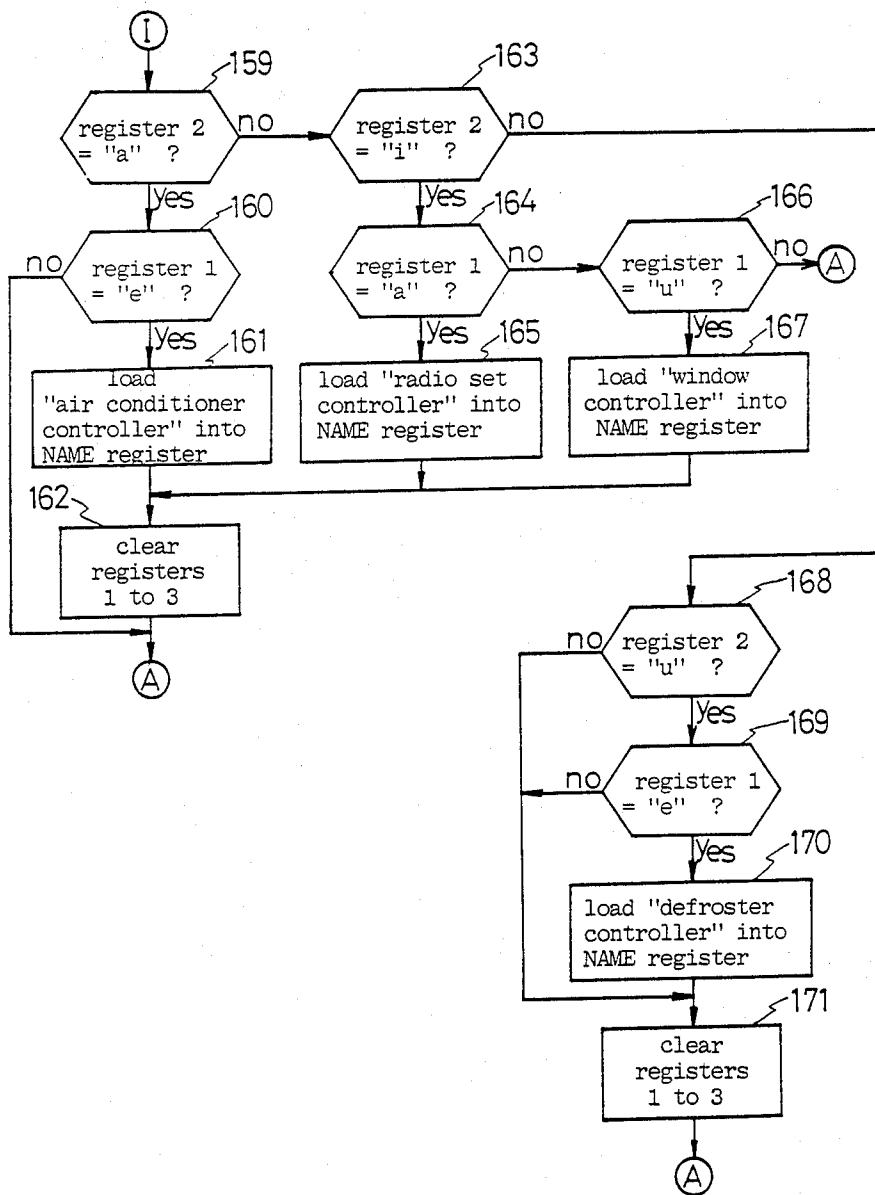 I
159
163
register 2
= "a" ?
no
register 2
= "i" ?
no
yes
160
yes
164
166
no
register 1
= "e" ?
register 1
= "a" ?
no
register 1
= "u" ?
no
A
yes
161
yes
165
yes
167
load
"air conditioner
controller" into
NAME register
load "radio set
controller" into
NAME register
load "window
controller" into
NAME register
162
clear
registers
1 to 3
A
168
no
register 2
= "u" ?
yes
169
no
register 1
= "e" ?
yes
170
load "defroster
controller" into
NAME register
171
clear
registers
1 to 3
A